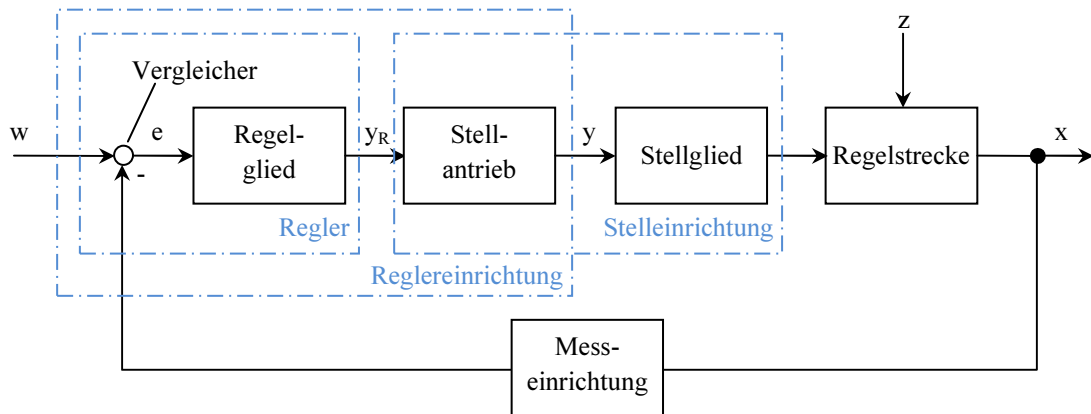 z
Vergleicher
w
e
Regel-
glied
y_R
Stell-
antrieb
y
Stellglied
Regelstrecke
x
-
Regler
Stelleinrichtung
Reglereinrichtung
Mess-
einrichtung